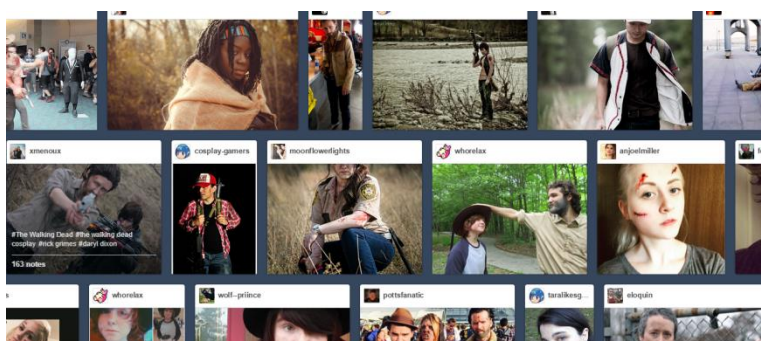 xmenoux
cosplay-gamers
moonflowerlights
whorelax
anjoelmiller
#The Walking Dead #the walking dead
cosplay #rick grimes #daryl dixon
163 notes
whorelax
wolf--priince
pottsfanatic
taralikesg...
eloquin